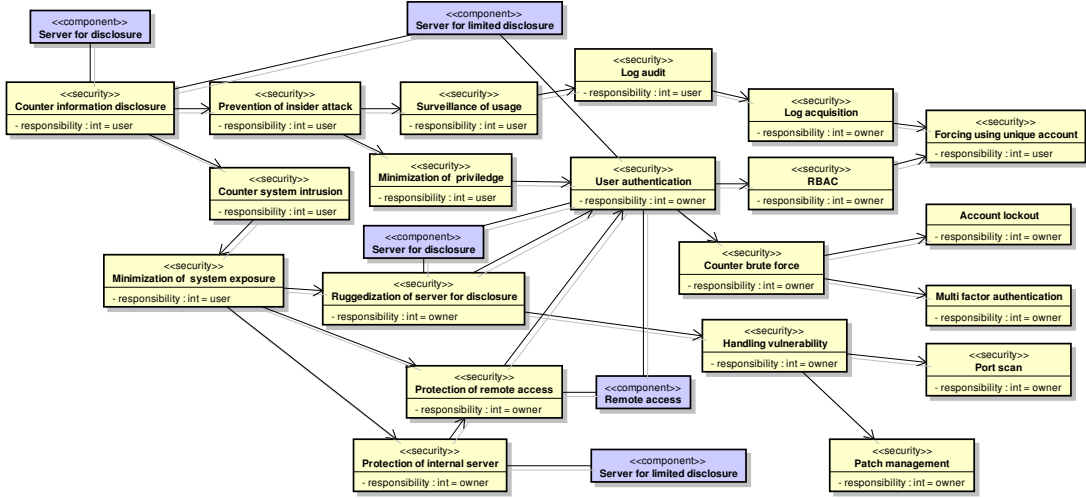 <<component>>
Server for disclosure
<<component>>
Server for limited disclosure
<<security>>
Counter information disclosure
- responsibility : int = user
<<security>>
Prevention of insider attack
- responsibility : int = user
<<security>>
Surveillance of usage
- responsibility : int = user
<<security>>
Log audit
- responsibility : int = user
<<security>>
Log acquisition
- responsibility : int = owner
<<security>>
Forcing using unique account
- responsibility : int = user
<<security>>
Counter system intrusion
- responsibility : int = user
<<security>>
Minimization of priviledge
- responsibility : int = user
<<security>>
User authentication
- responsibility : int = owner
<<security>>
RBAC
- responsibility : int = owner
Account lockout
- responsibility : int = owner
<<component>>
Server for disclosure
<<security>>
Counter brute force
- responsibility : int = owner
<<security>>
Minimization of system exposure
- responsibility : int = user
<<security>>
Ruggedization of server for disclosure
- responsibility : int = owner
Multi factor authentication
- responsibility : int = owner
<<security>>
Handling vulnerability
- responsibility : int = owner
<<security>>
Port scan
- responsibility : int = owner
<<security>>
Protection of remote access
- responsibility : int = owner
<<component>>
Remote access
<<security>>
Protection of internal server
- responsibility : int = owner
<<component>>
Server for limited disclosure
<<security>>
Patch management
- responsibility : int = owner